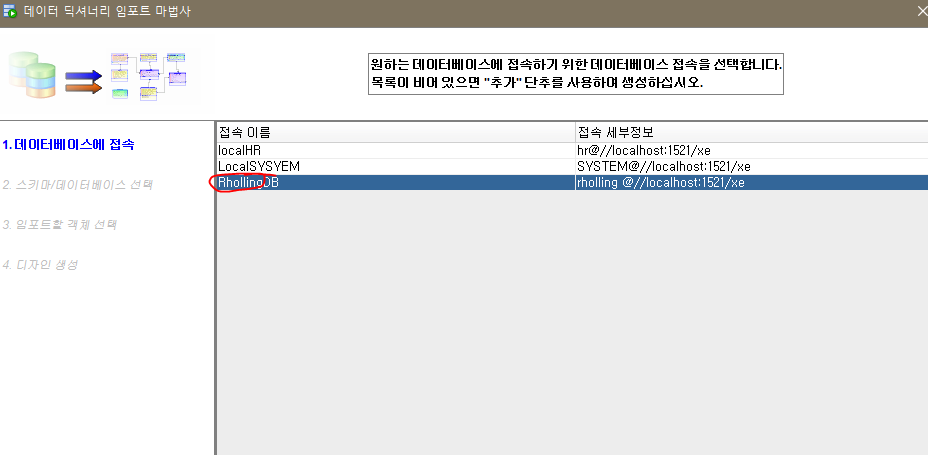 데이터 딕셔너리 임포트 마법사
원하는 데이터베이스에 접속하기 위한 데이터베이스 접속을 선택합니다.
목록이 비어 있으면 "추가" 단추를 사용하여 생성하십시오.
1. 데이터베이스에 접속
2. 스키마/데이터베이스 선택
3. 임포트할 객체 선택
4. 디자인 생성
접속 이름 접속 세부정보
localHR hr@//localhost:1521/xe
LocalSYSYEM SYSTEM@//localhost:1521/xe
RhollingDB rholling @//localhost:1521/xe